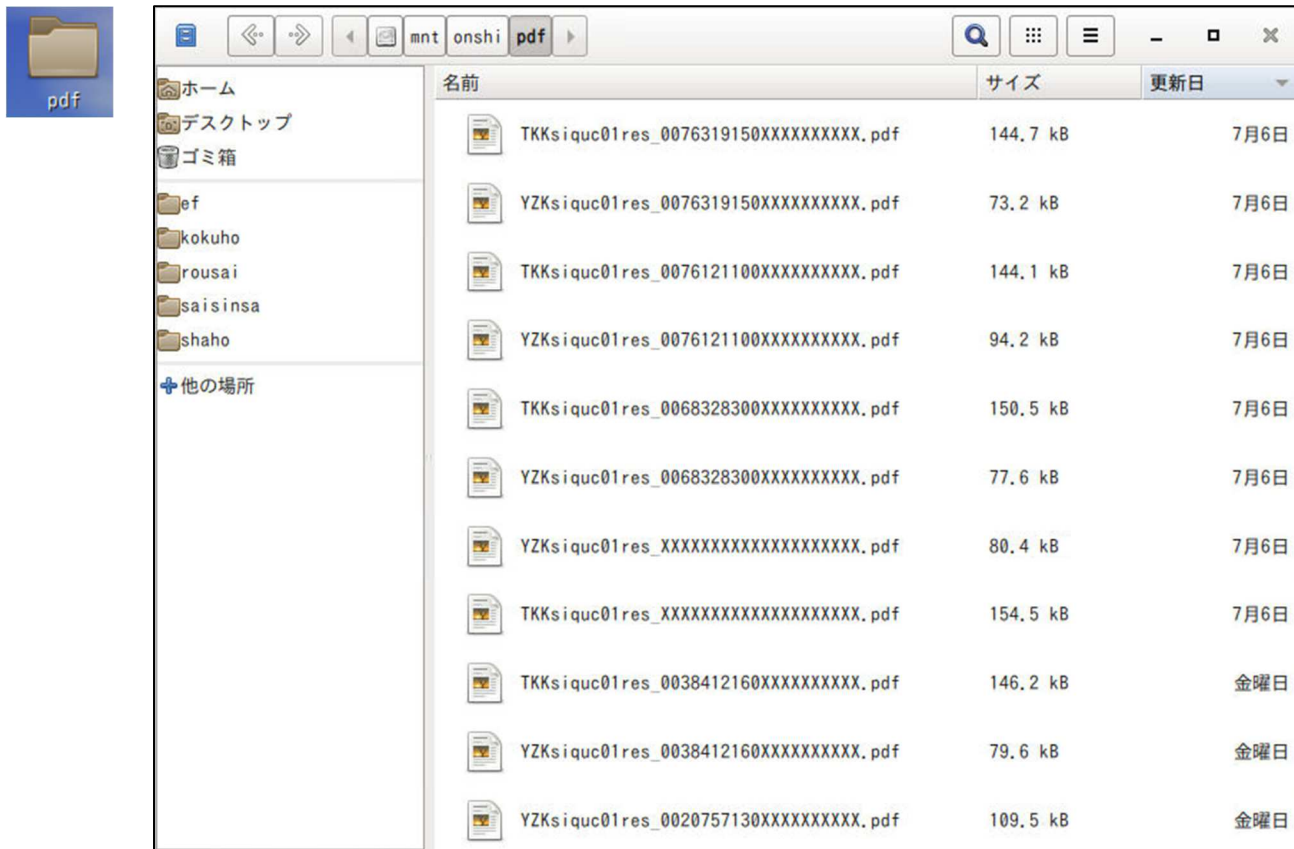 pdf
mnt onshi pdf
ホーム
デスクトップ
ゴミ箱
ef
kokuho
rousai
saisinsa
shaho
他の場所
名前 サイズ 更新日
TKKsiquc01res_0076319150XXXXXXXXXX.pdf 144.7 kB 7月6日
YZKsiquc01res_0076319150XXXXXXXXXX.pdf 73.2 kB 7月6日
TKKsiquc01res_0076121100XXXXXXXXXX.pdf 144.1 kB 7月6日
YZKsiquc01res_0076121100XXXXXXXXXX.pdf 94.2 kB 7月6日
TKKsiquc01res_0068328300XXXXXXXXXX.pdf 150.5 kB 7月6日
YZKsiquc01res_0068328300XXXXXXXXXX.pdf 77.6 kB 7月6日
YZKsiquc01res_XXXXXXXXXXXXXXXXXXXX.pdf 80.4 kB 7月6日
TKKsiquc01res_XXXXXXXXXXXXXXXXXXXX.pdf 154.5 kB 7月6日
TKKsiquc01res_0038412160XXXXXXXXXX.pdf 146.2 kB 金曜日
YZKsiquc01res_0038412160XXXXXXXXXX.pdf 79.6 kB 金曜日
YZKsiquc01res_0020757130XXXXXXXXXX.pdf 109.5 kB 金曜日